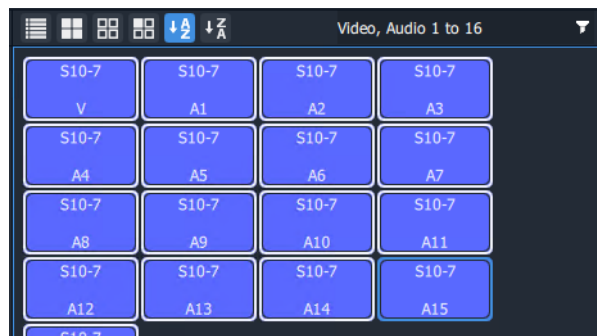 Video, Audio 1 to 16
S10-7 S10-7 S10-7 S10-7
V A1 A2 A3
S10-7 S10-7 S10-7 S10-7
A4 A5 A6 A7
S10-7 S10-7 S10-7 S10-7
A8 A9 A10 A11
S10-7 S10-7 S10-7 S10-7
A12 A13 A14 A15
S10-7